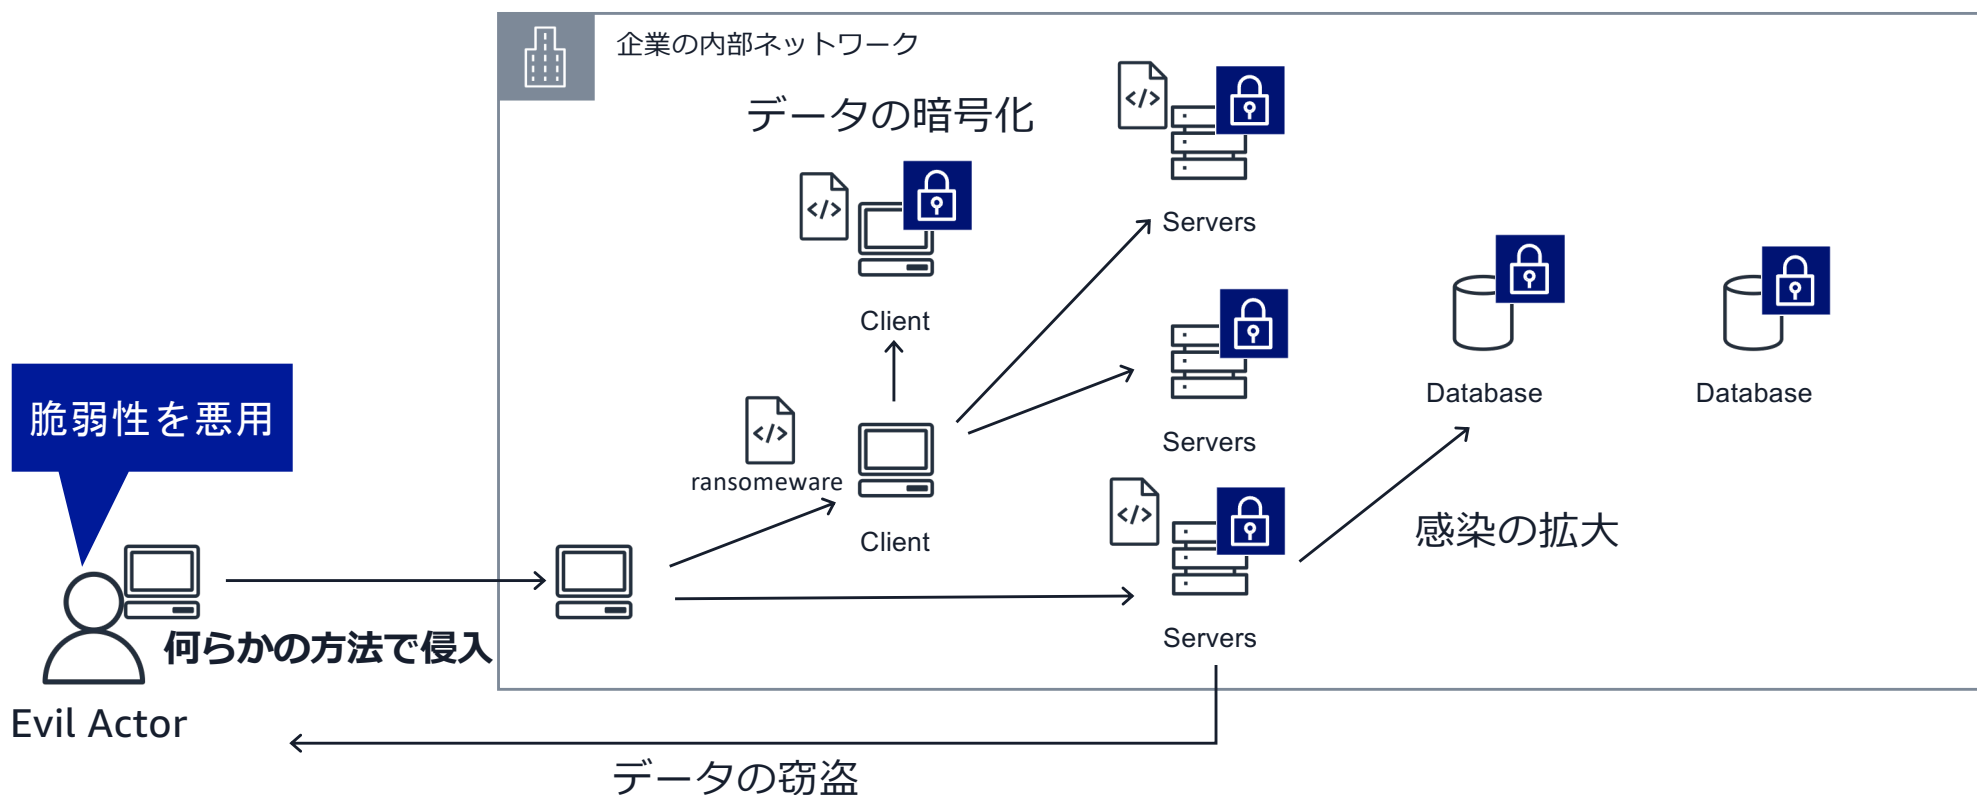 企業の内部ネットワーク
データの暗号化
</>
</>
Servers
Client
脆弱性を悪用
</>
ransomeware
Servers
Database
Database
</>
Client
感染の拡大
Servers
何らかの方法で侵入
Evil Actor
データの窃盗